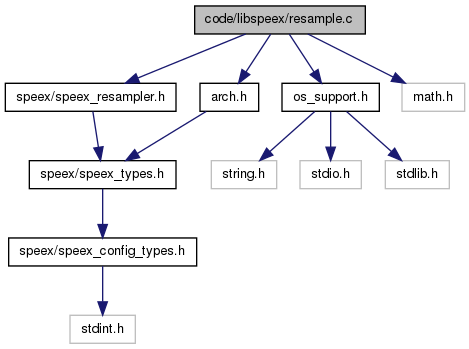 code/libspeex/resample.c
speex/speex_resampler.h
arch.h
os_support.h
math.h
speex/speex_types.h
string.h
stdio.h
stdlib.h
speex/speex_config_types.h
stdint.h